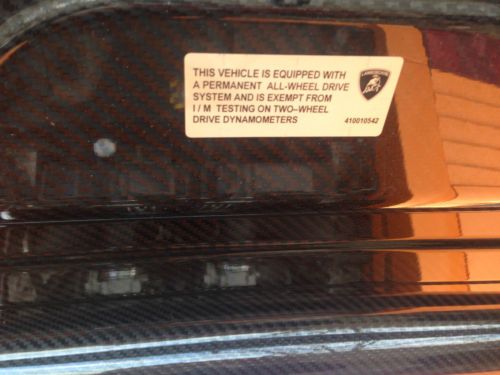 THIS VEHICLE IS EQUIPPED WITH
A PERMANENT ALL-WHEEL DRIVE
SYSTEM AND IS EXEMPT FROM
I / M TESTING ON TWO-WHEEL
DRIVE DYNAMOMETERS 410010542